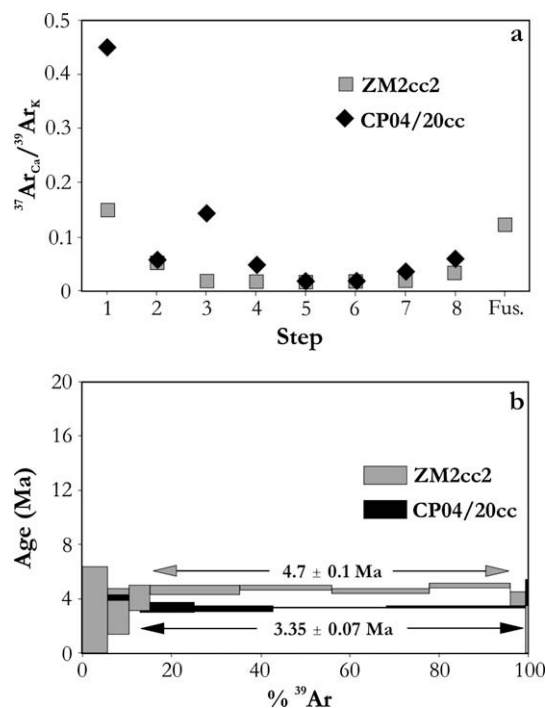 0.5
0.4
0.3
0.2
0.1
0
a
ZM2cc2
CP04/20cc
³⁷Ar_Ca/³⁹Ar_K
1 2 3 4 5 6 7 8 Fus.
Step
20
16
12
8
4
0
b
ZM2cc2
CP04/20cc
Age (Ma)
4.7 ± 0.1 Ma
3.35 ± 0.07 Ma
0 20 40 60 80 100
% ³⁹Ar